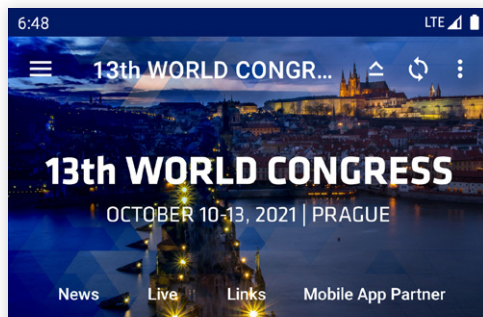 6:48 LTE
13th WORLD CONGR...
13th WORLD CONGRESS
OCTOBER 10-13, 2021 | PRAGUE
News Live Links Mobile App Partner